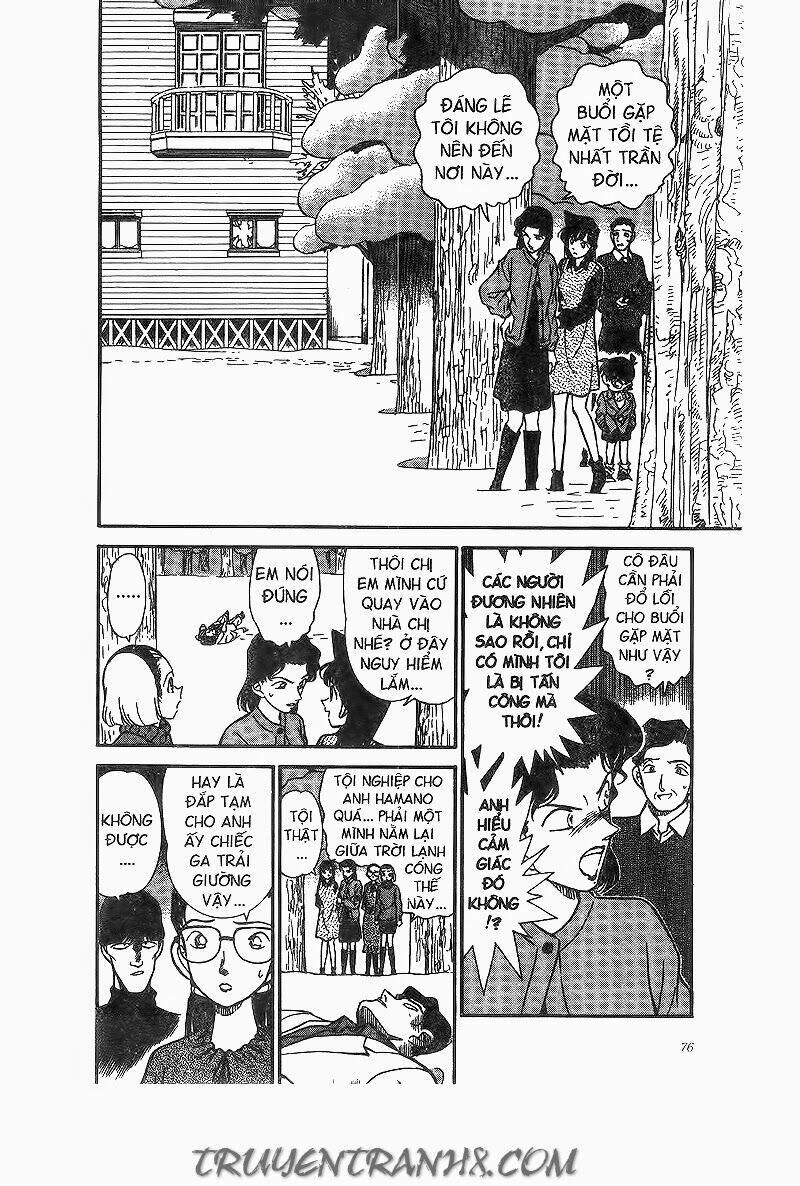 MỘT
BUỔI GẶP
MẶT TỒI TỆ
NHẤT TRẦN
ĐỜI...
ĐÁNG LẼ
TÔI KHÔNG
NÊN ĐẾN
NƠI NÀY...
CÔ ĐÂU
CẦN PHẢI
ĐỔ LỖI
CHO BUỔI
GẶP MẶT
NHƯ VẬY
?
CÁC NGƯỜI
ĐƯƠNG NHIÊN
LÀ KHÔNG
SAO RỒI, CHỈ
CÓ MÌNH TÔI
LÀ BỊ TẤN
CÔNG MÀ
THÔI!
ANH
HIỂU
CẢM
GIÁC
ĐÓ
KHÔNG
!?
THÔI CHỊ
EM MÌNH CỨ
QUAY VÀO
NHÀ CHỊ
NHÉ? Ở ĐÂY
NGUY HIỂM
LẮM...
EM NÓI
ĐÚNG
...
......
TỘI NGHIỆP CHO
ANH HAMANO
QUÁ... PHẢI MỘT
MÌNH NẰM LẠI
GIỮA TRỜI LẠNH
CÓNG
THẾ
NÀY...
TỘI
THẬT
...
HAY LÀ
ĐẮP TẠM
CHO ANH
ẤY CHIẾC
GA TRẢI
GIƯỜNG
VẬY...
KHÔNG
ĐƯỢC
....
76
TRUYENTRANH8.COM